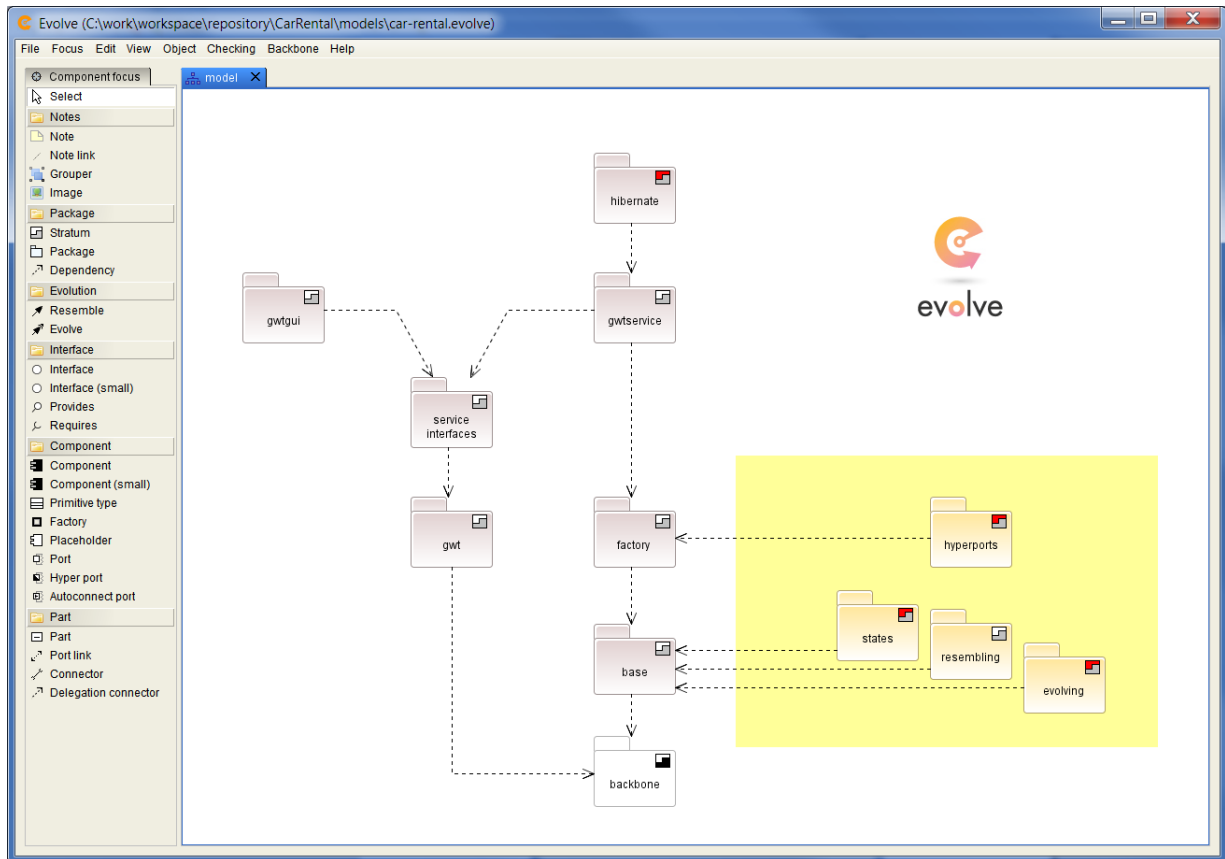 Evolve (C:\work\workspace\repository\CarRental\models\car-rental.evolve)
File Focus Edit View Object Checking Backbone Help
Component focus
model
Select
Notes
Note
Note link
Grouper
Image
Package
Stratum
Package
Dependency
Evolution
Resemble
Evolve
Interface
Interface
Interface (small)
Provides
Requires
Component
Component
Component (small)
Primitive type
Factory
Placeholder
Port
Hyper port
Autoconnect port
Part
Part
Port link
Connector
Delegation connector
hibernate
evolve
gwtgui
gwtservice
service
interfaces
gwt
factory
hyperports
states
resembling
evolving
base
backbone